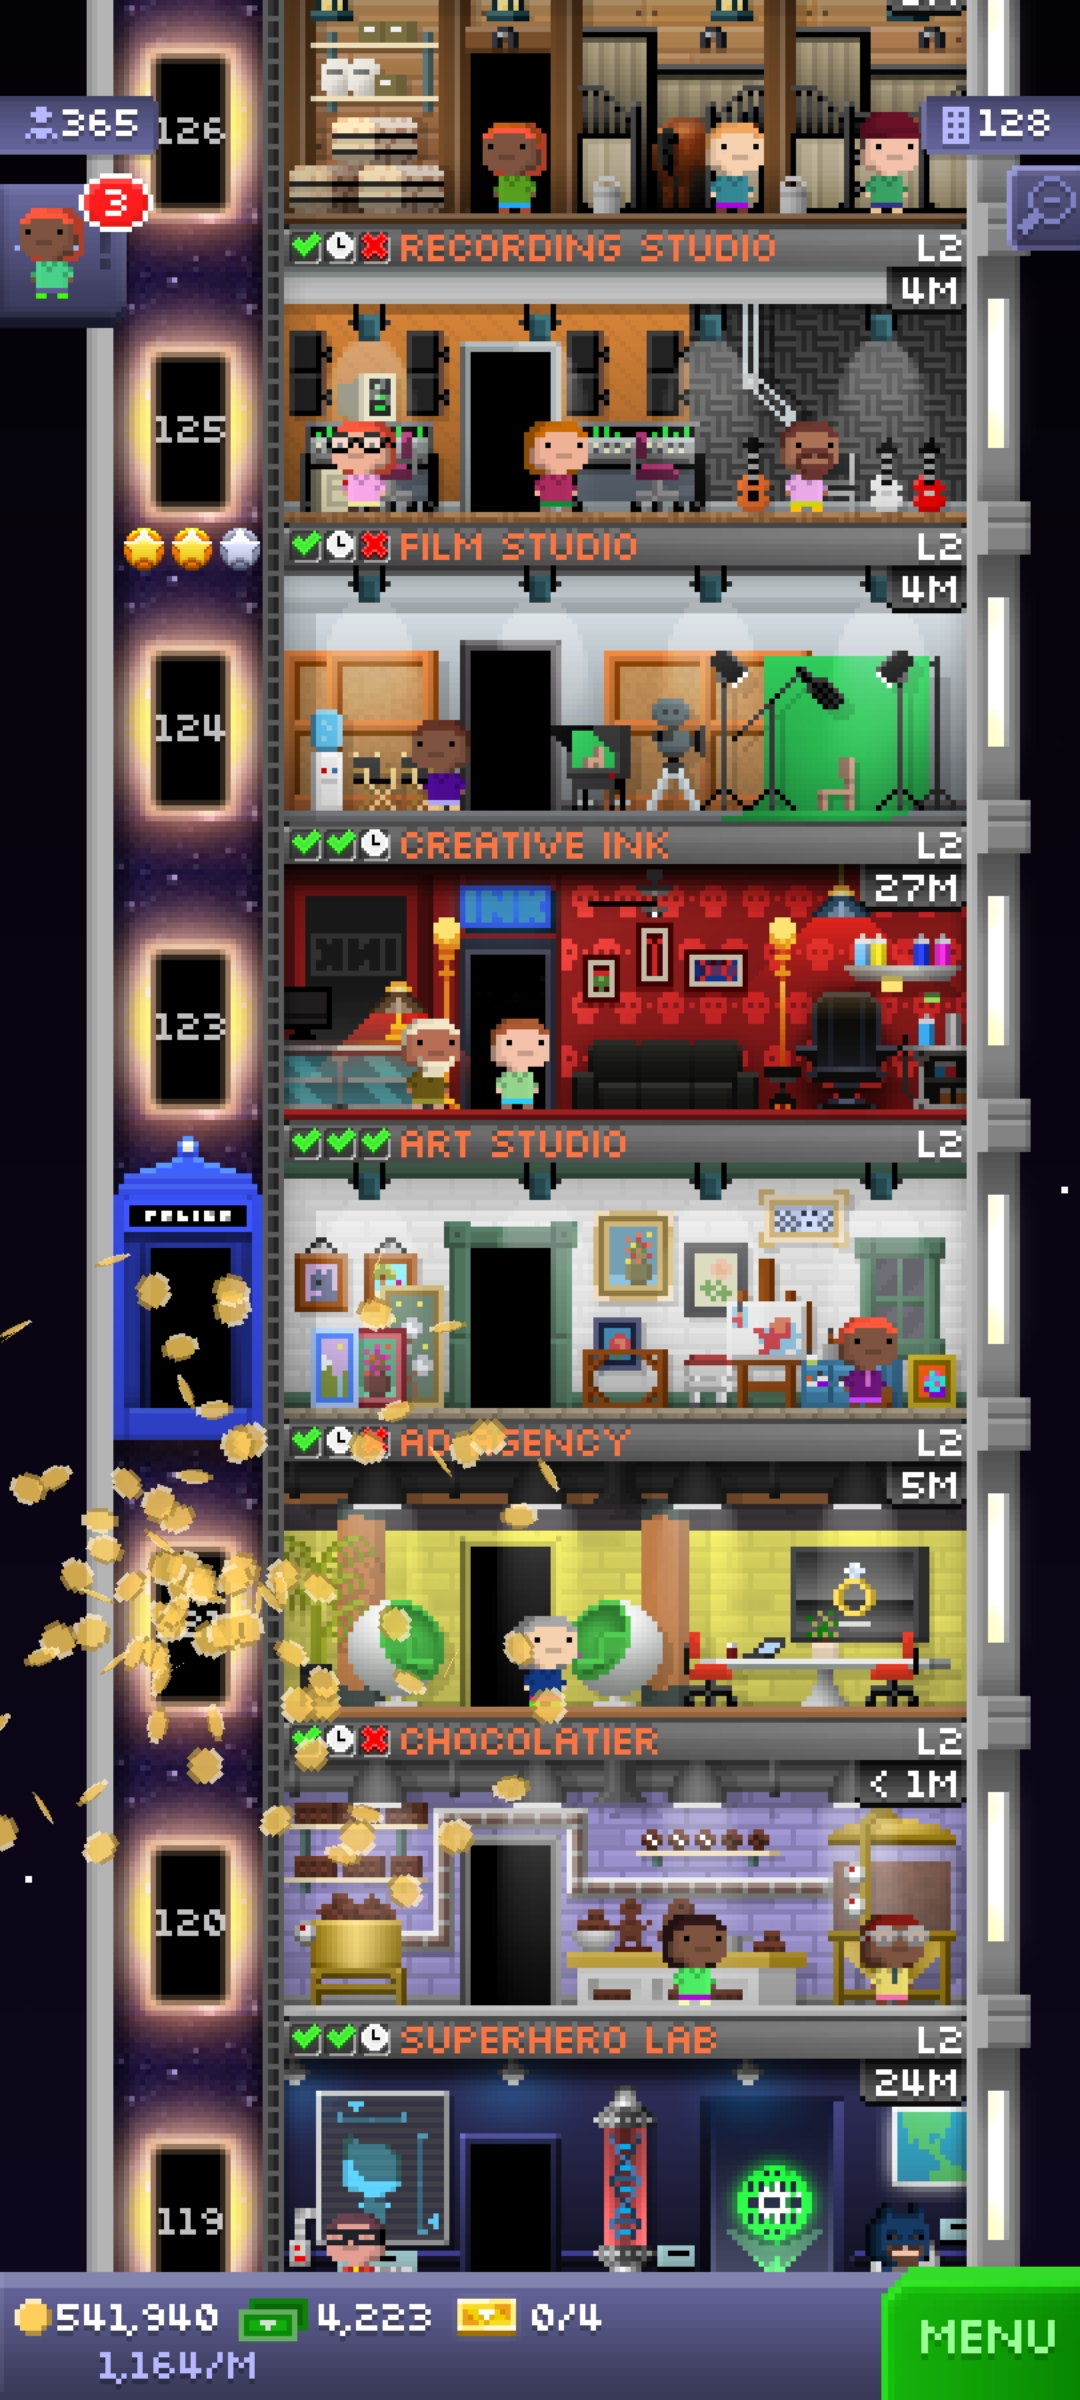 126
365
128
3
RECORDING STUDIO L2
4M
125
FILM STUDIO L2
4M
124
CREATIVE INK L2
27M
INK
123
ART STUDIO L2
POLICE
AD AGENCY L2
5M
CHOCOLATIER L2
< 1M
120
SUPERHERO LAB L2
24M
119
541,940 4,223 0/4
1,164/M
MENU